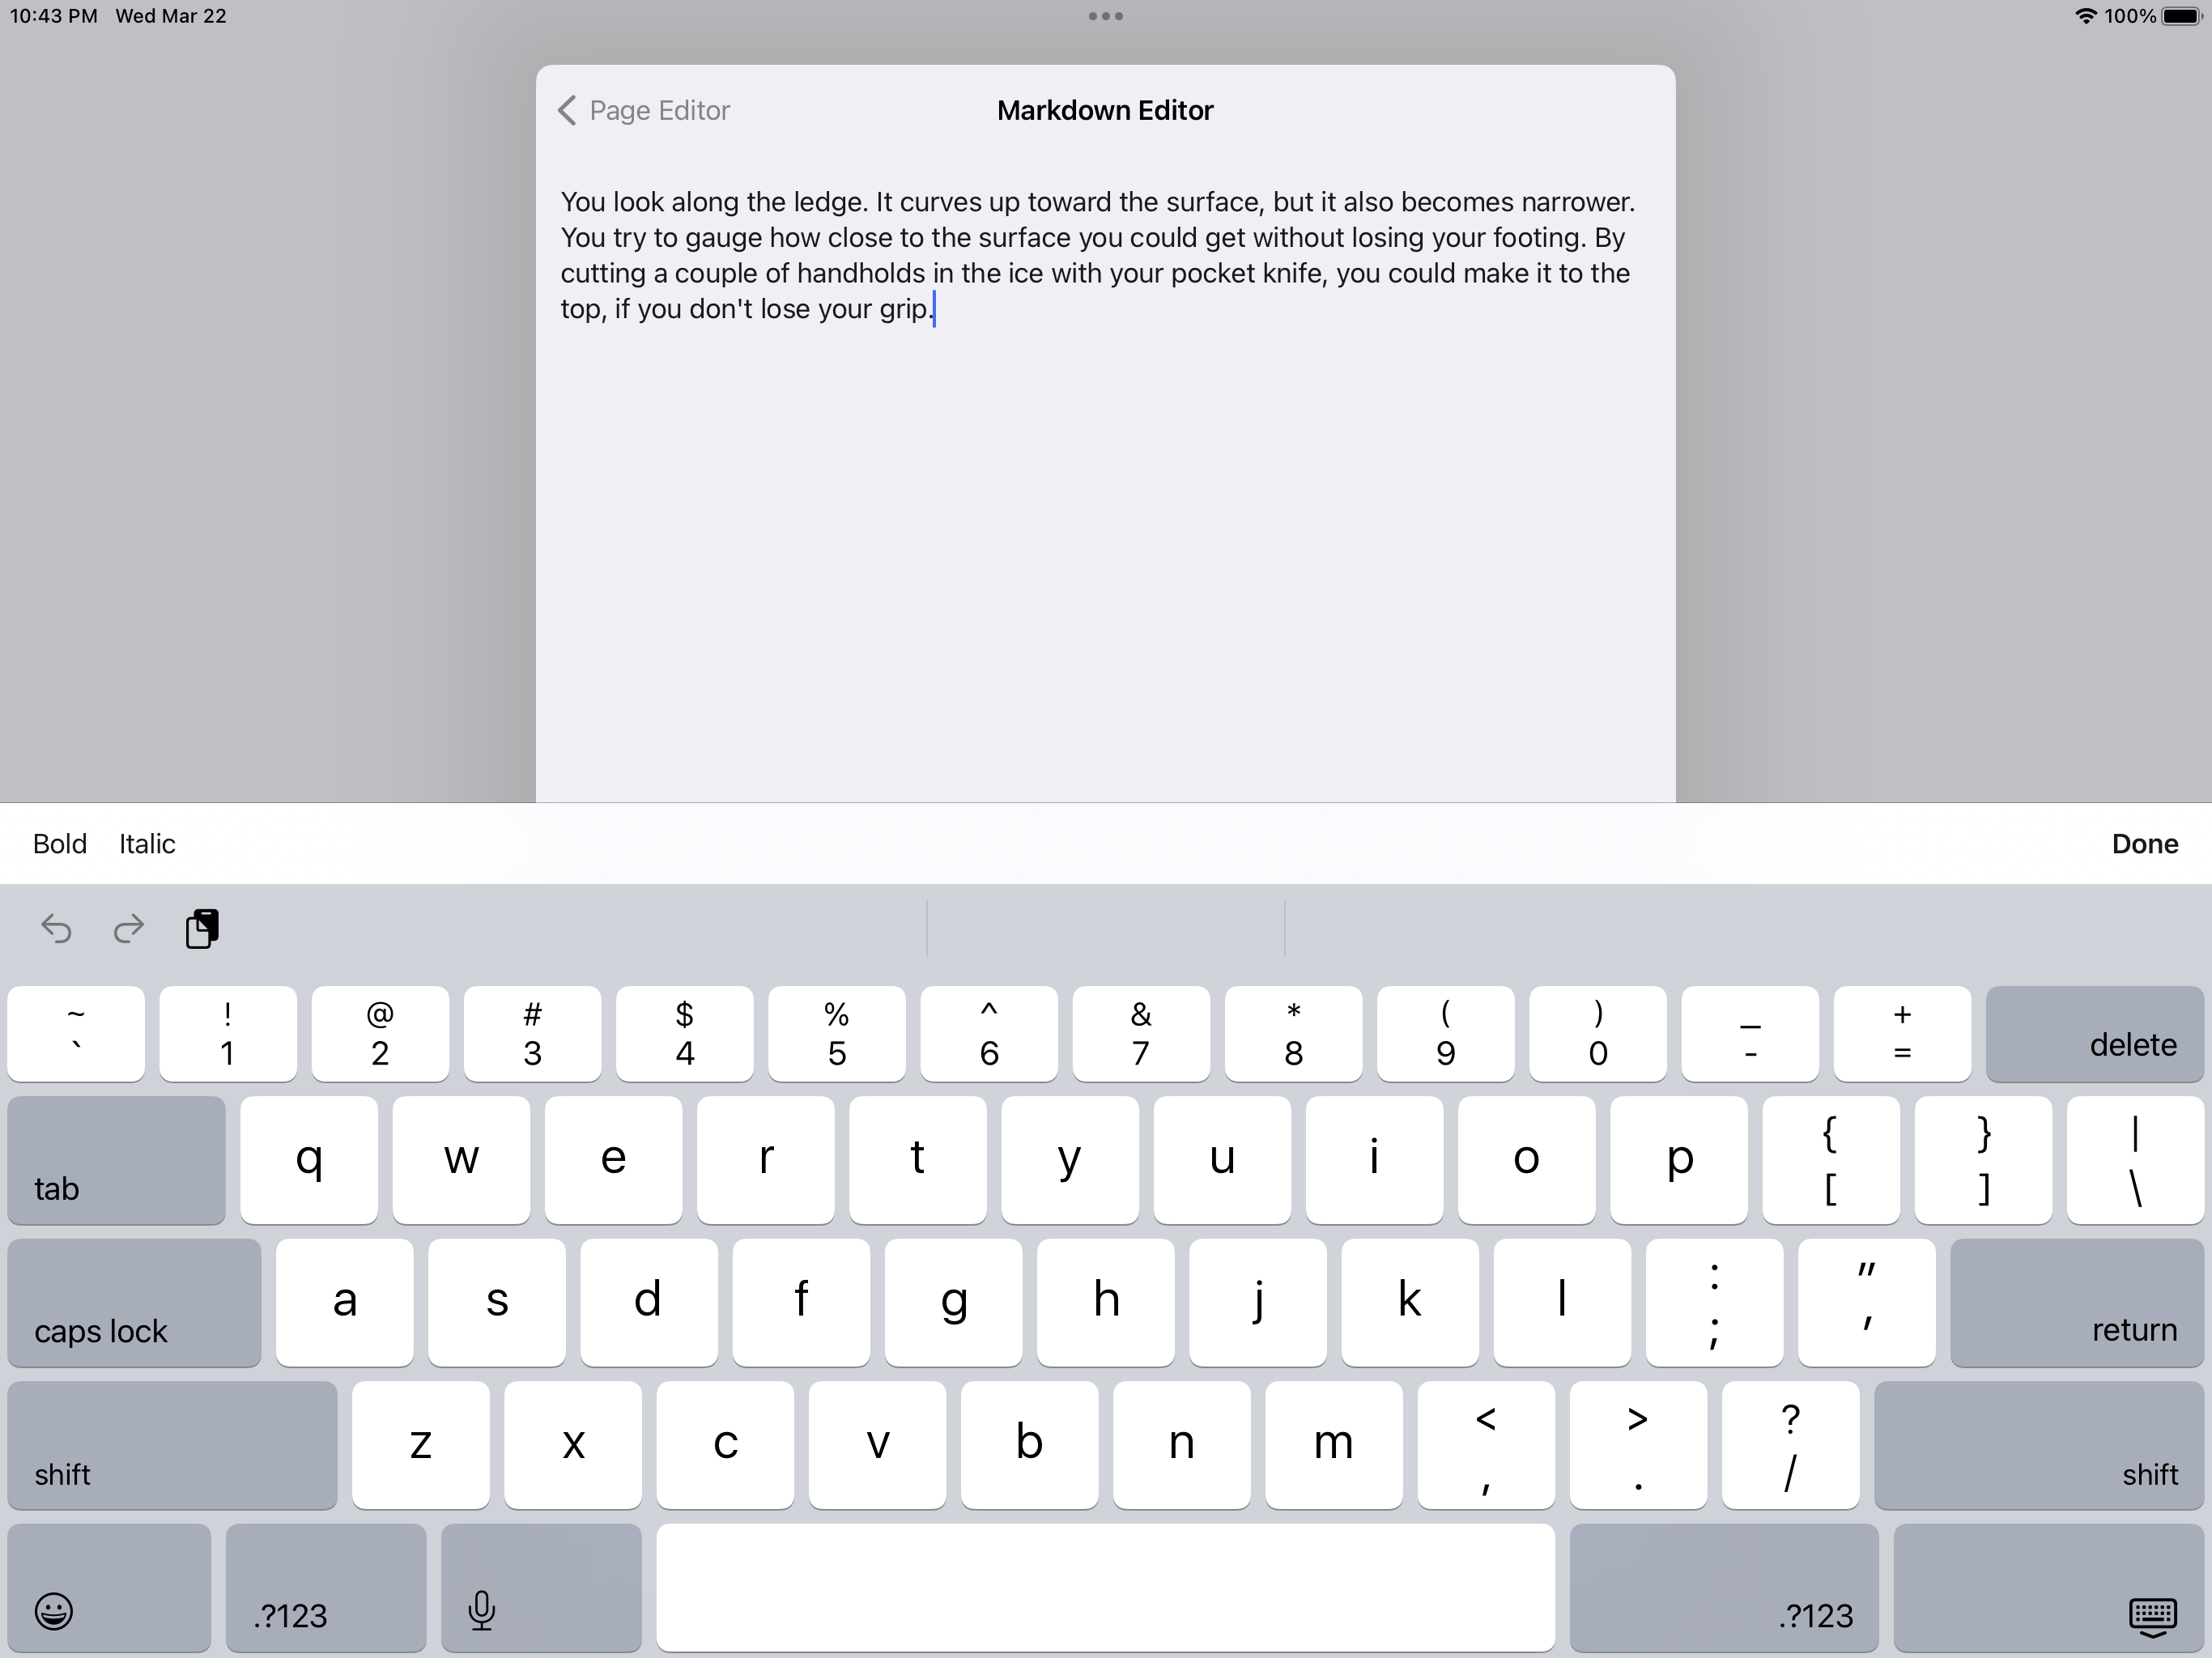 10:43 PM Wed Mar 22
100%
Page Editor
Markdown Editor
You look along the ledge. It curves up toward the surface, but it also becomes narrower.
You try to gauge how close to the surface you could get without losing your footing. By
cutting a couple of handholds in the ice with your pocket knife, you could make it to the
top, if you don't lose your grip.
Bold Italic Done
~ ! @ # $ % ^ & * ( ) _ +
` 1 2 3 4 5 6 7 8 9 0 - = delete
tab q w e r t y u i o p { } |
[ ] \
caps lock a s d f g h j k l : " return
; '
shift z x c v b n m < > ? shift
, . /
.?123 .?123